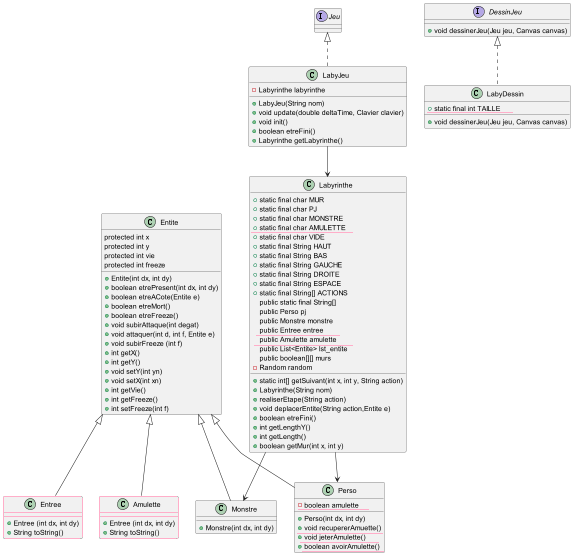 I Jeu
I DessinJeu
void dessinerJeu(Jeu jeu, Canvas canvas)
C LabyJeu
Labyrinthe labyrinthe
LabyJeu(String nom)
void update(double deltaTime, Clavier clavier)
void init()
boolean etreFini()
Labyrinthe getLabyrinthe()
C LabyDessin
static final int TAILLE
void dessinerJeu(Jeu jeu, Canvas canvas)
C Labyrinthe
static final char MUR
static final char PJ
static final char MONSTRE
static final char AMULETTE
static final char VIDE
static final String HAUT
static final String BAS
static final String GAUCHE
static final String DROITE
static final String ESPACE
static final String[] ACTIONS
public static final String[]
public Perso pj
public Monstre monstre
public Entree entree
public Amulette amulette
public List<Entite> lst_entite
public boolean[][] murs
Random random
static int[] getSuivant(int x, int y, String action)
Labyrinthe(String nom)
realiserEtape(String action)
void deplacerEntite(String action,Entite e)
boolean etreFini()
int getLengthY()
int getLength()
boolean getMur(int x, int y)
C Entite
protected int x
protected int y
protected int vie
protected int freeze
Entite(int dx, int dy)
boolean etrePresent(int dx, int dy)
boolean etreACote(Entite e)
boolean etreMort()
boolean etreFreeze()
void subirAttaque(int degat)
void attaquer(int d, int f, Entite e)
void subirFreeze (int f)
int getX()
int getY()
void setY(int yn)
void setX(int xn)
int getVie()
int getFreeze()
int setFreeze(int f)
C Entree
Entree (int dx, int dy)
String toString()
C Amulette
Entree (int dx, int dy)
String toString()
C Monstre
Monstre(int dx, int dy)
C Perso
boolean amulette
Perso(int dx, int dy)
void recupererAmuette()
void jeterAmulette()
boolean avoirAmulette()